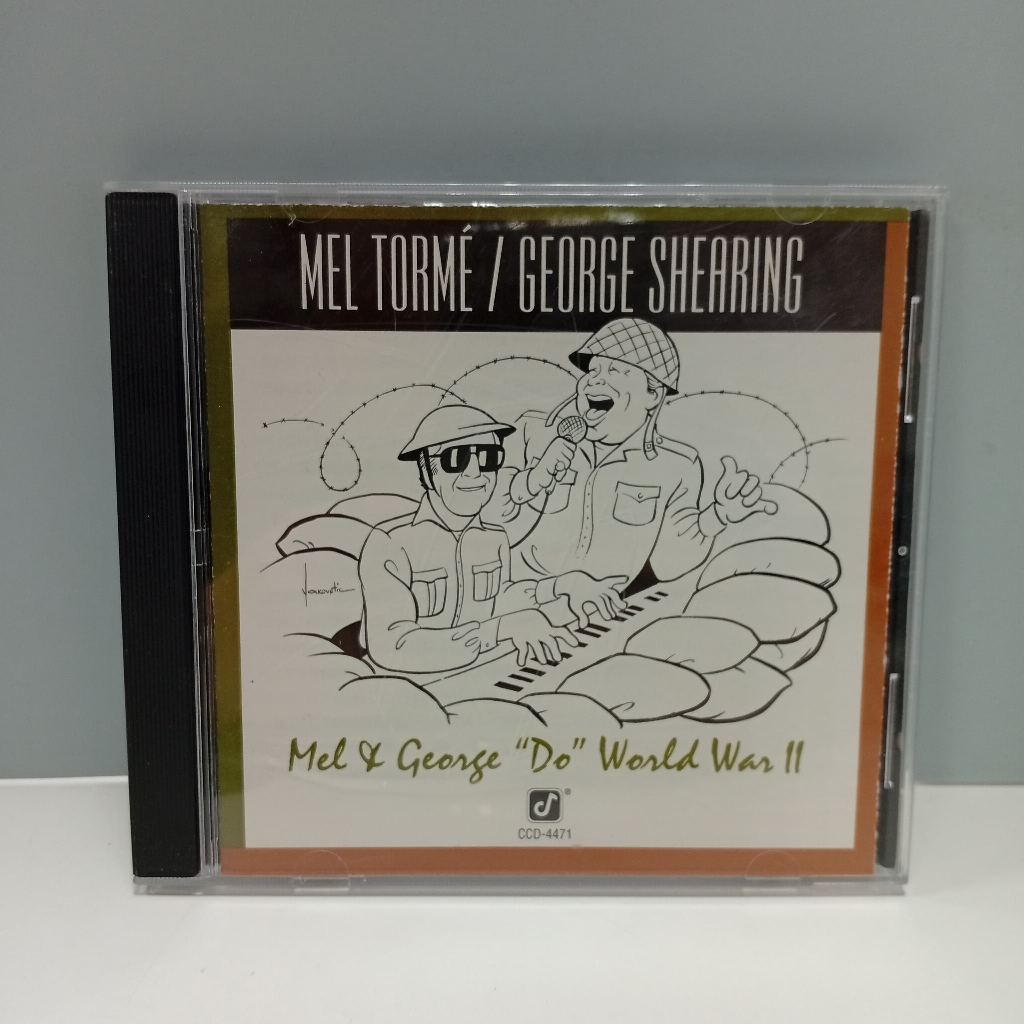 MEL TORMÉ / GEORGE SHEARING
Mel & George "Do" World War II
®
CCD-4471